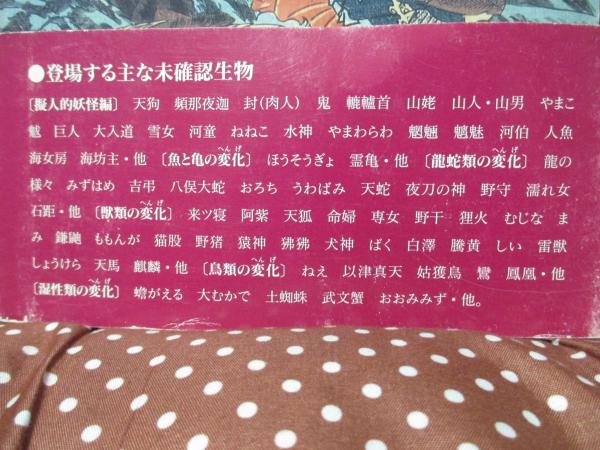 ●登場する主な未確認生物
〔擬人的妖怪編〕 天狗 頻那夜迦 封(肉人) 鬼 轆轤首 山姥 山人・山男 やまこ
魃 巨人 大入道 雪女 河童 ねねこ 水神 やまわらわ 魍魎 魑魅 河伯 人魚
海女房 海坊主・他 〔魚と亀の変化〕 ほうそうぎょ 霊亀・他 〔龍蛇類の変化〕 龍の
様々 みずはめ 吉弔 八俣大蛇 おろち うわばみ 天蛇 夜刀の神 野守 濡れ女
石距・他 〔獣類の変化〕 来ツ寝 阿紫 天狐 命婦 専女 野干 狸火 むじな ま
み 鎌鼬 ももんが 猫股 野猪 猿神 狒狒 犬神 ばく 白澤 騰黄 しい 雷獣
しょうけら 天馬 麒麟・他 〔鳥類の変化〕 ねえ 以津真天 姑獲鳥 鸞 鳳凰・他
〔湿性類の変化〕 蟾がえる 大むかで 土蜘蛛 武文蟹 おおみみず・他。